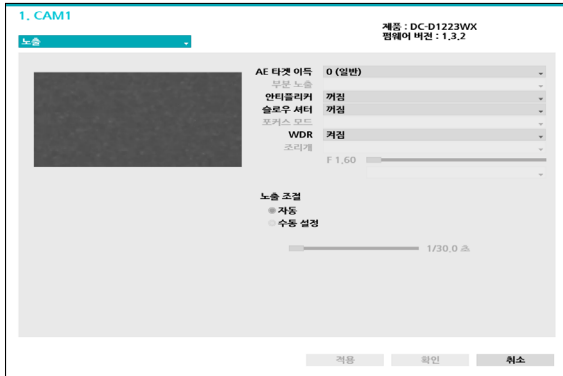 1. CAM1
제품 : DC-D1223WX
펌웨어 버전 : 1.3.2
노출
AE 타겟 이득 0 (일반)
부분 노출
안티플리커 꺼짐
슬로우 셔터 꺼짐
포커스 모드
WDR 켜짐
조리개
F 1.60
노출 조절
자동
수동 설정
1/30.0 초
적용 확인 취소